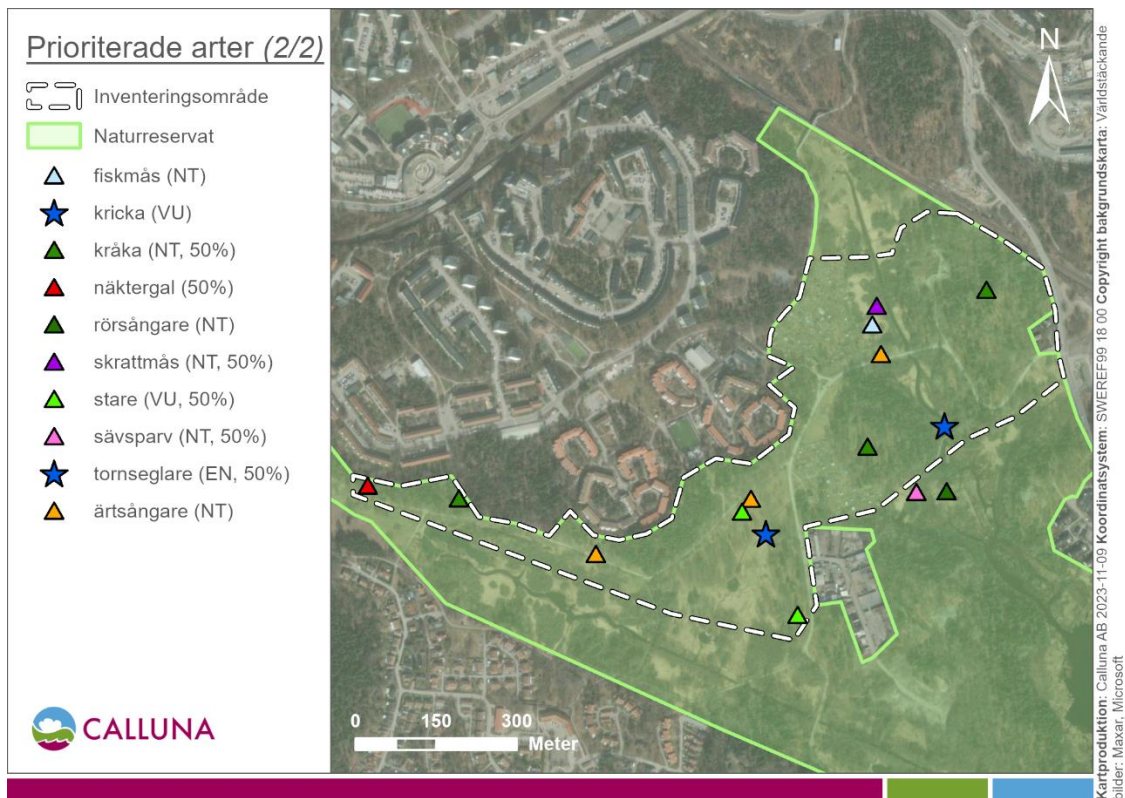 Prioriterade arter (2/2)
Inventeringsområde
Naturreservat
fiskmås (NT)
kricka (VU)
kråka (NT, 50%)
näktergal (50%)
rörsångare (NT)
skrattmås (NT, 50%)
stare (VU, 50%)
sävsparv (NT, 50%)
tornseglare (EN, 50%)
ärtsångare (NT)
CALLUNA
N
0 150 300
Meter
Kartproduktion: Calluna AB 2023-11-09 Koordinatsystem: SWEREF99 18 00 Copyright bakgrundskarta: Världstäckande
bilder: Maxar, Microsoft